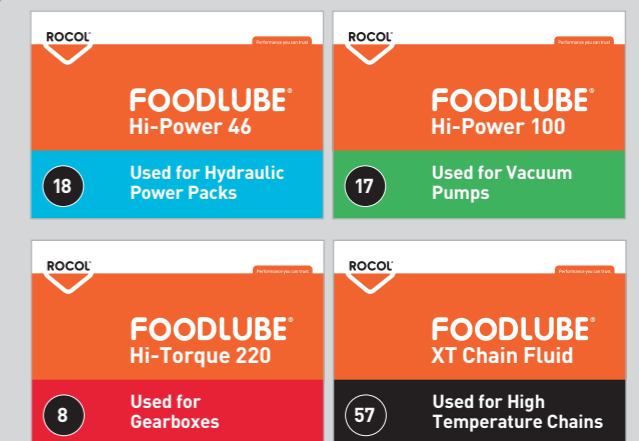 ROCOL®
Performance you can trust
FOODLUBE®
Hi-Power 46
18
Used for Hydraulic
Power Packs
ROCOL®
Performance you can trust
FOODLUBE®
Hi-Power 100
17
Used for Vacuum
Pumps
ROCOL®
Performance you can trust
FOODLUBE®
Hi-Torque 220
8
Used for
Gearboxes
ROCOL®
Performance you can trust
FOODLUBE®
XT Chain Fluid
57
Used for High
Temperature Chains